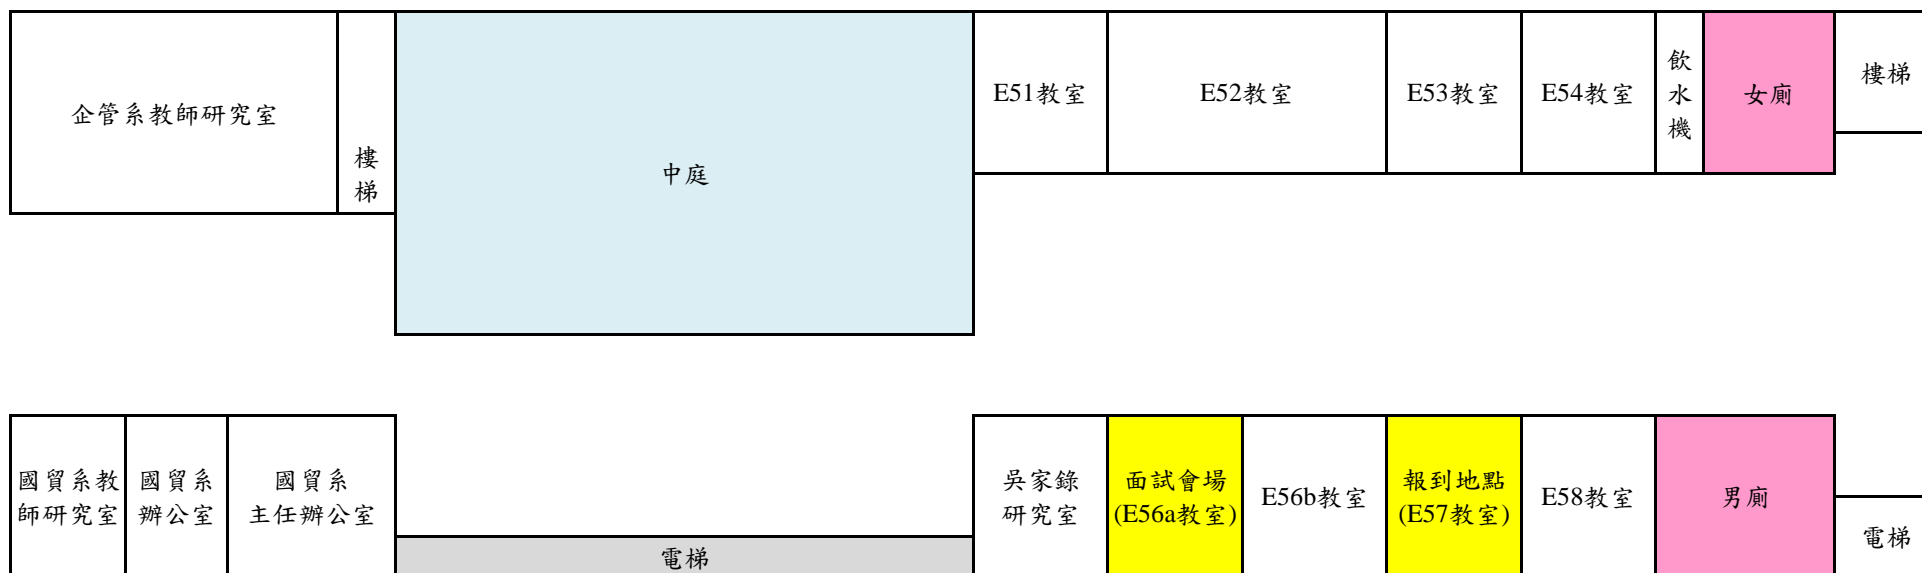 企管系教師研究室
樓
梯
中庭
E51教室
E52教室
E53教室
E54教室
飲
水
機
女廁
樓梯
國貿系教
師研究室
國貿系
辦公室
國貿系
主任辦公室
電梯
吳家錄
研究室
面試會場
(E56a教室)
E56b教室
報到地點
(E57教室)
E58教室
男廁
電梯